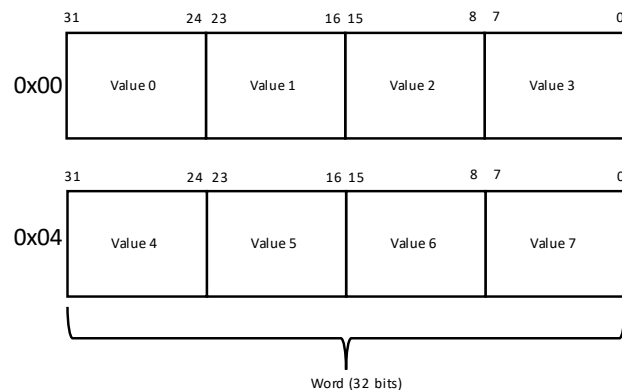 31 24 23 16 15 8 7 0
0x00 Value 0 Value 1 Value 2 Value 3
31 24 23 16 15 8 7 0
0x04 Value 4 Value 5 Value 6 Value 7
Word (32 bits)